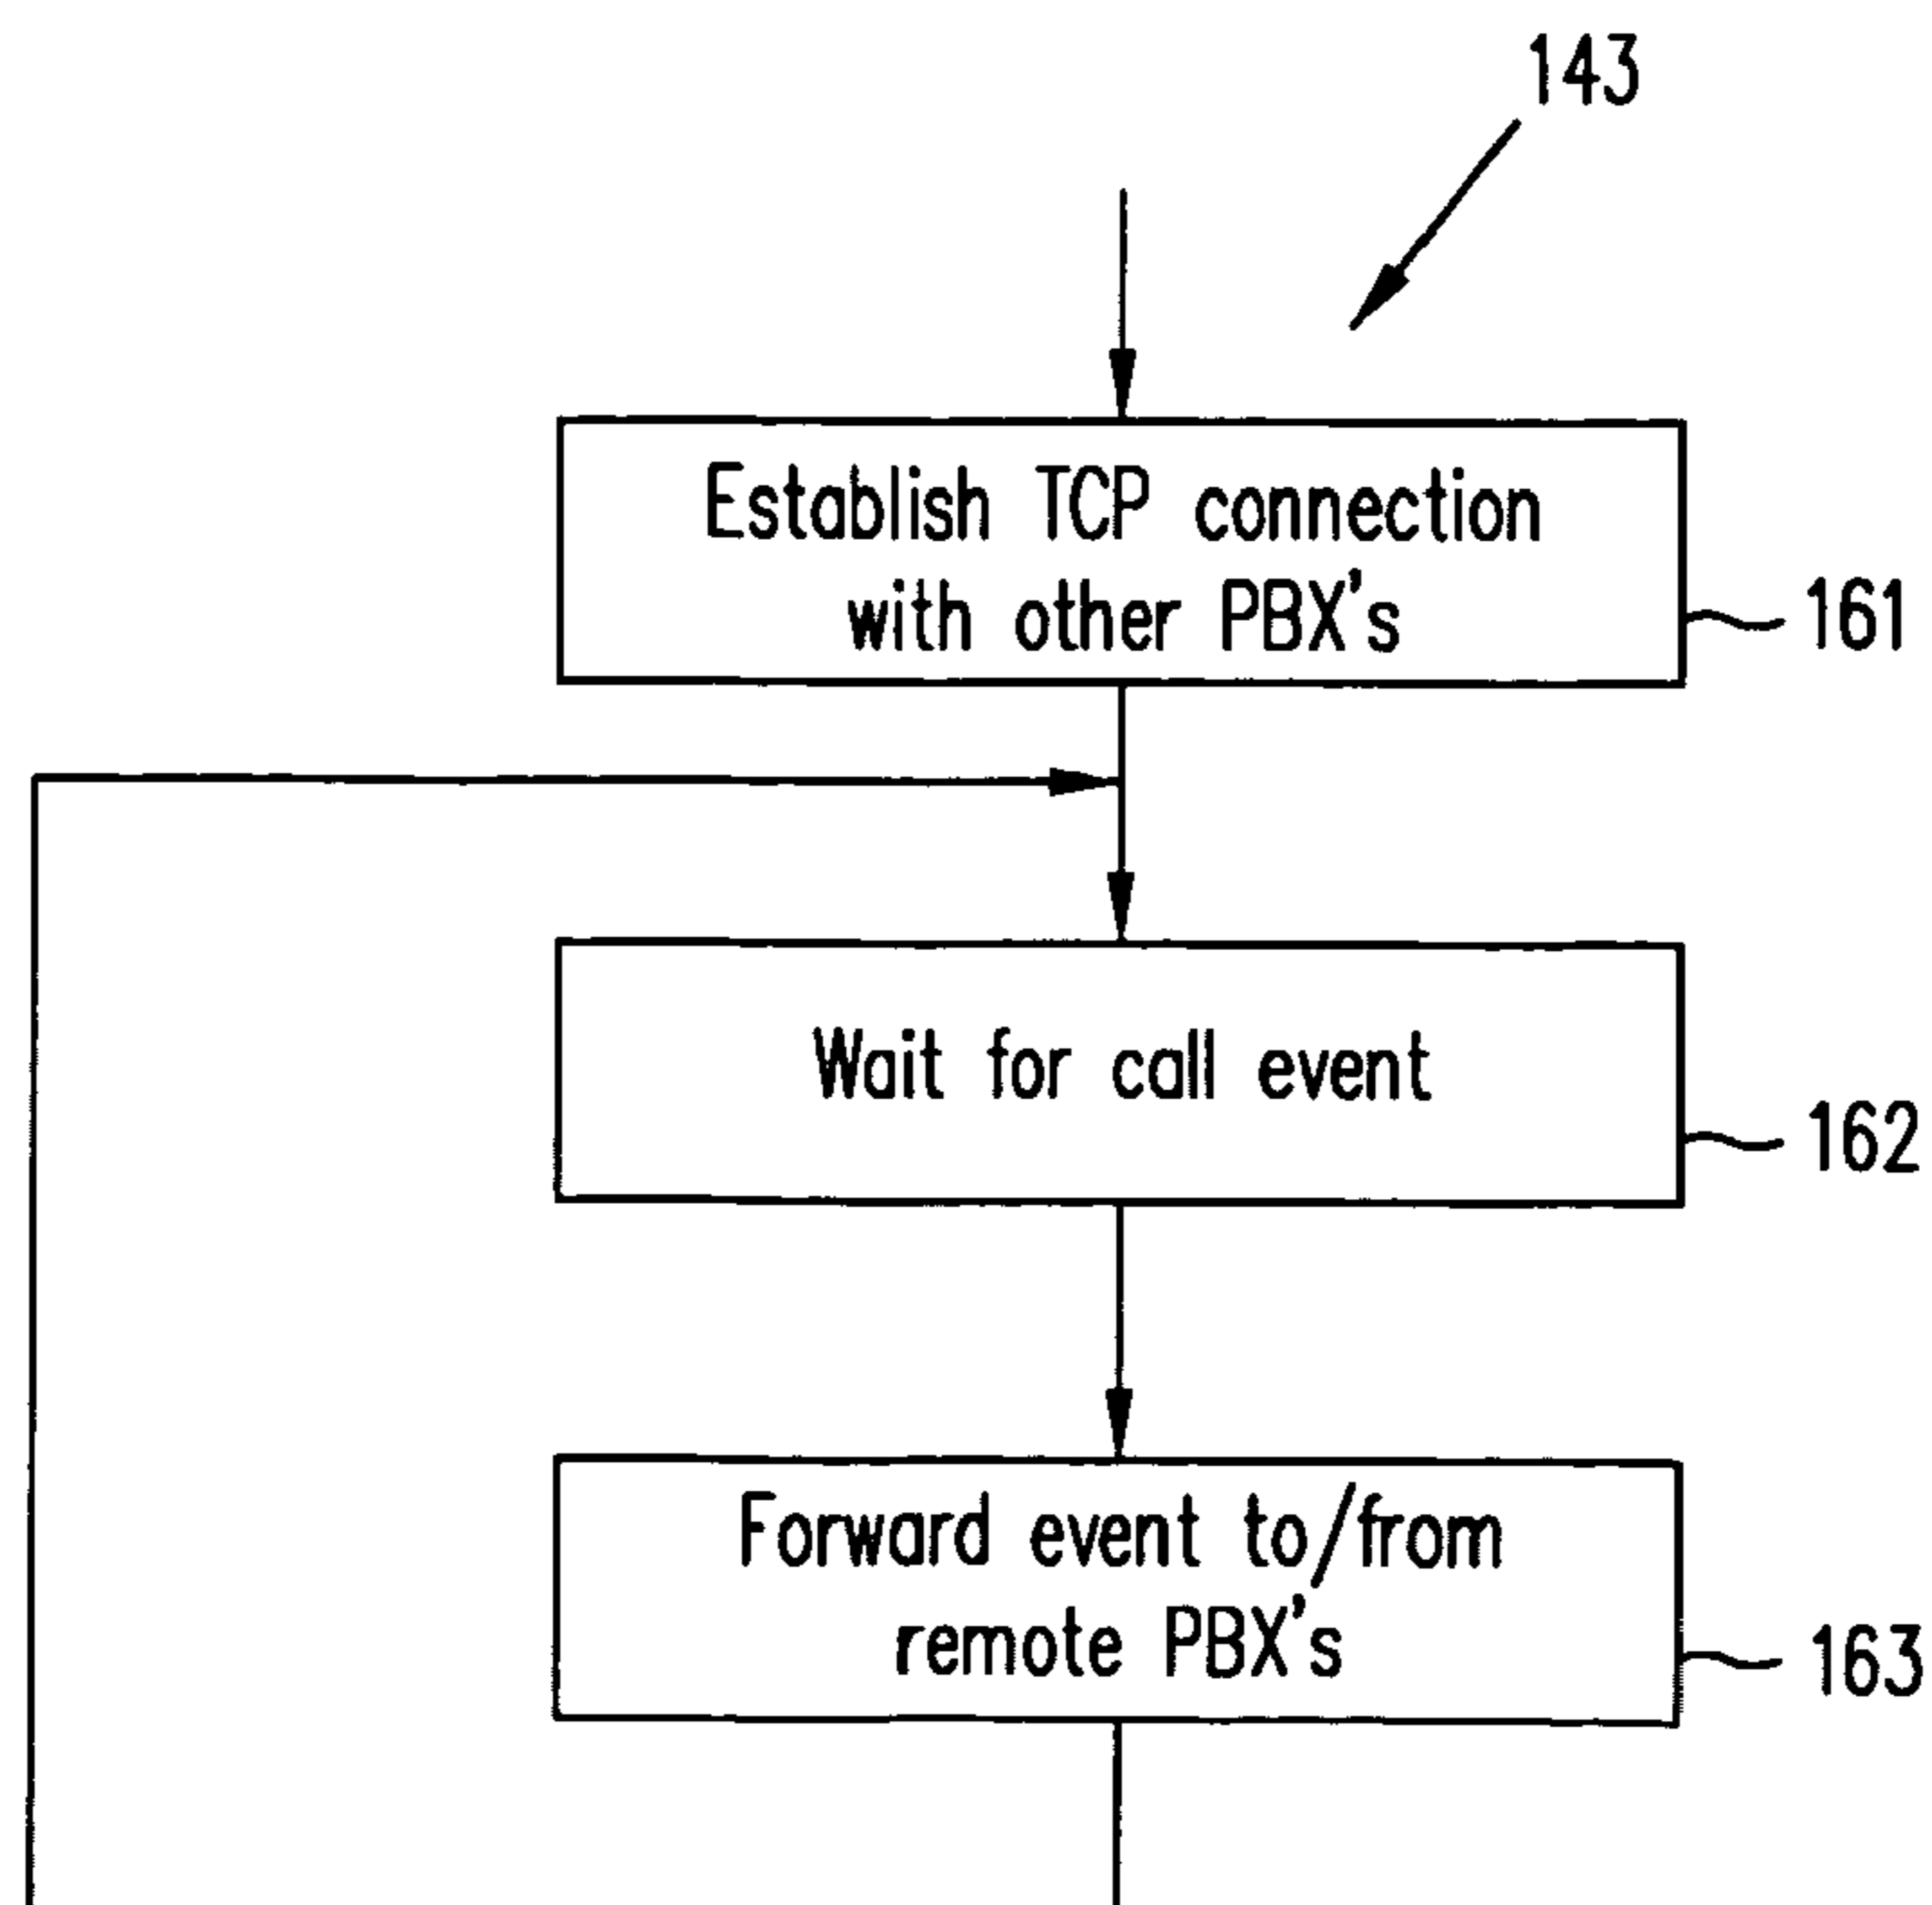 143
Establish TCP connection
with other PBX's
161
Wait for call event
162
Forward event to/from
remote PBX's
163